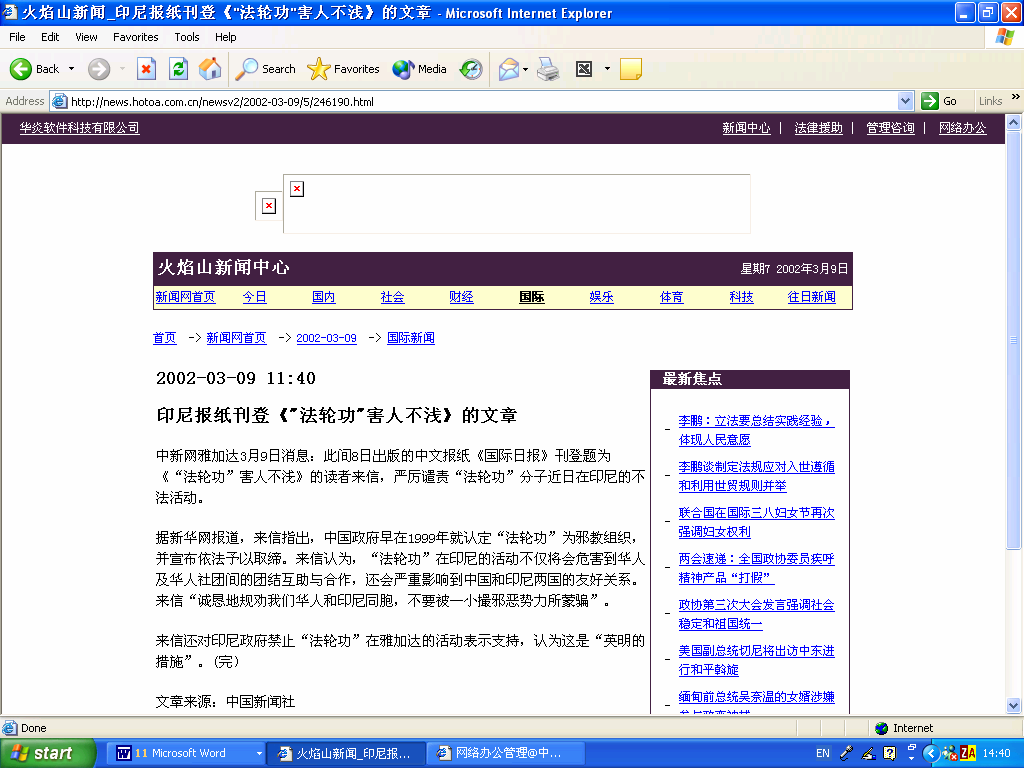 火焰山新闻_印尼报纸刊登《"法轮功"害人不浅》的文章 - Microsoft Internet Explorer
File Edit View Favorites Tools Help
Back Search Favorites Media
Address http://news.hotoa.com.cn/newsv2/2002-03-09/5/246190.html Go Links »
华炎软件科技有限公司 新闻中心 | 法律援助 | 管理咨询 | 网络办公
火焰山新闻中心 星期7 2002年3月9日
新闻网首页 今日 国内 社会 财经 国际 娱乐 体育 科技 往日新闻
首页 -> 新闻网首页 -> 2002-03-09 -> 国际新闻
2002-03-09 11:40
印尼报纸刊登《"法轮功"害人不浅》的文章
中新网雅加达3月9日消息：此间8日出版的中文报纸《国际日报》刊登题为
《“法轮功”害人不浅》的读者来信，严厉谴责“法轮功”分子近日在印尼的不
法活动。
据新华网报道，来信指出，中国政府早在1999年就认定“法轮功”为邪教组织，
并宣布依法予以取缔。来信认为，“法轮功”在印尼的活动不仅将会危害到华人
及华人社团间的团结互助与合作，还会严重影响到中国和印尼两国的友好关系。
来信“诚恳地规劝我们华人和印尼同胞，不要被一小撮邪恶势力所蒙骗”。
来信还对印尼政府禁止“法轮功”在雅加达的活动表示支持，认为这是“英明的
措施”。(完)
文章来源：中国新闻社
最新焦点
李鹏：立法要总结实践经验，
体现人民意愿
李鹏谈制定法规应对入世遵循
和利用世贸规则并举
联合国在国际三八妇女节再次
强调妇女权利
两会速递：全国政协委员疾呼
精神产品“打假”
政协第三次大会发言强调社会
稳定和祖国统一
美国副总统切尼将出访中东进
行和平斡旋
缅甸前总统吴奈温的女婿涉嫌
Done Internet
start 11 Microsoft Word 火焰山新闻_印尼报... 网络办公管理@中... EN 14:40